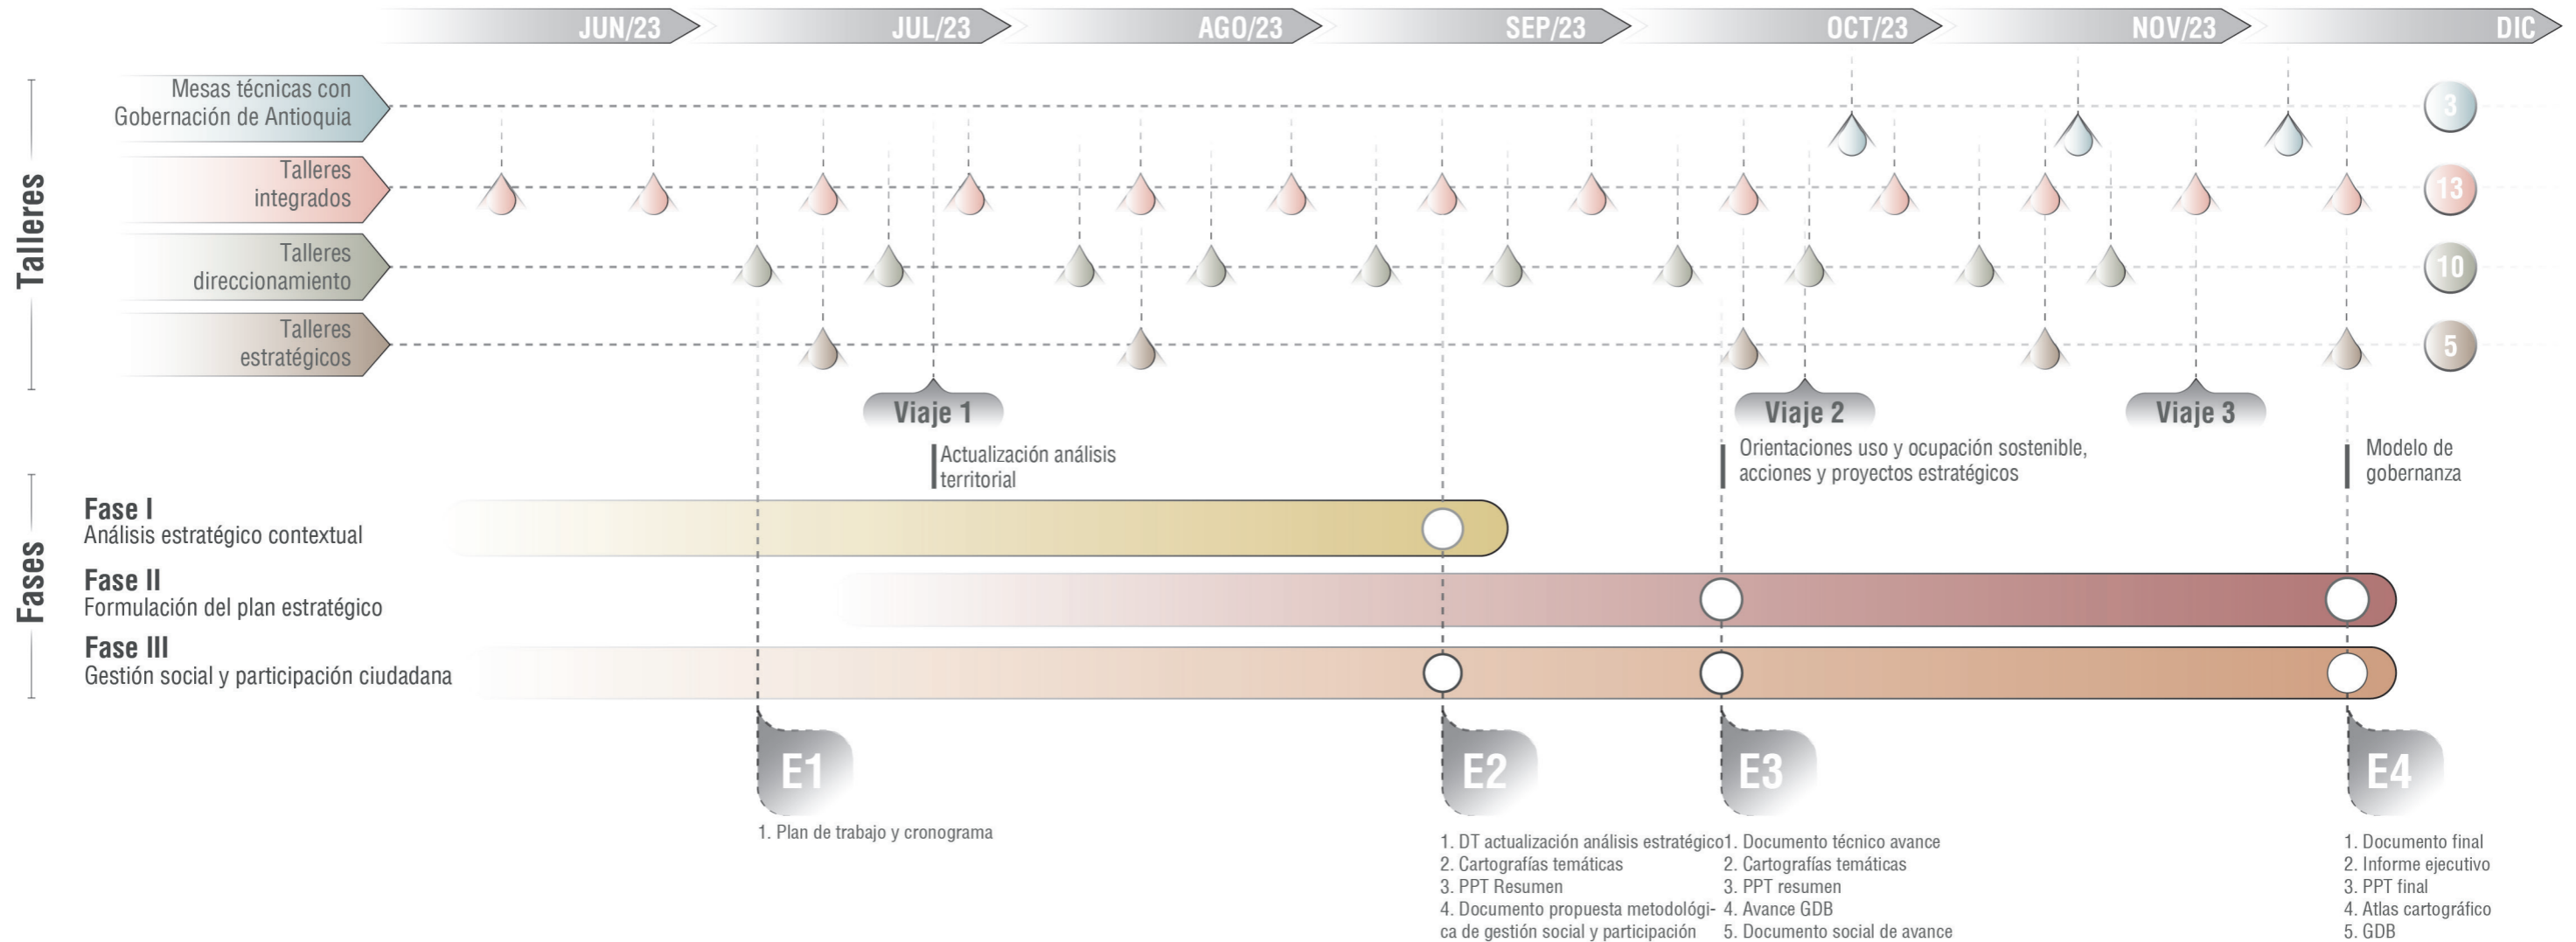 JUN/23
JUL/23
AGO/23
SEP/23
OCT/23
NOV/23
DIC
Talleres
Mesas técnicas con
Gobernación de Antioquia
3
Talleres
integrados
13
Talleres
direccionamiento
10
Talleres
estratégicos
5
Viaje 1
Viaje 2
Viaje 3
Actualización análisis
territorial
Orientaciones uso y ocupación sostenible,
acciones y proyectos estratégicos
Modelo de
gobernanza
Fases
Fase I
Análisis estratégico contextual
Fase II
Formulación del plan estratégico
Fase III
Gestión social y participación ciudadana
E1
1. Plan de trabajo y cronograma
E2
1. DT actualización análisis estratégico
2. Cartografías temáticas
3. PPT Resumen
4. Documento propuesta metodológi-
ca de gestión social y participación
E3
1. Documento técnico avance
2. Cartografías temáticas
3. PPT resumen
4. Avance GDB
5. Documento social de avance
E4
1. Documento final
2. Informe ejecutivo
3. PPT final
4. Atlas cartográfico
5. GDB